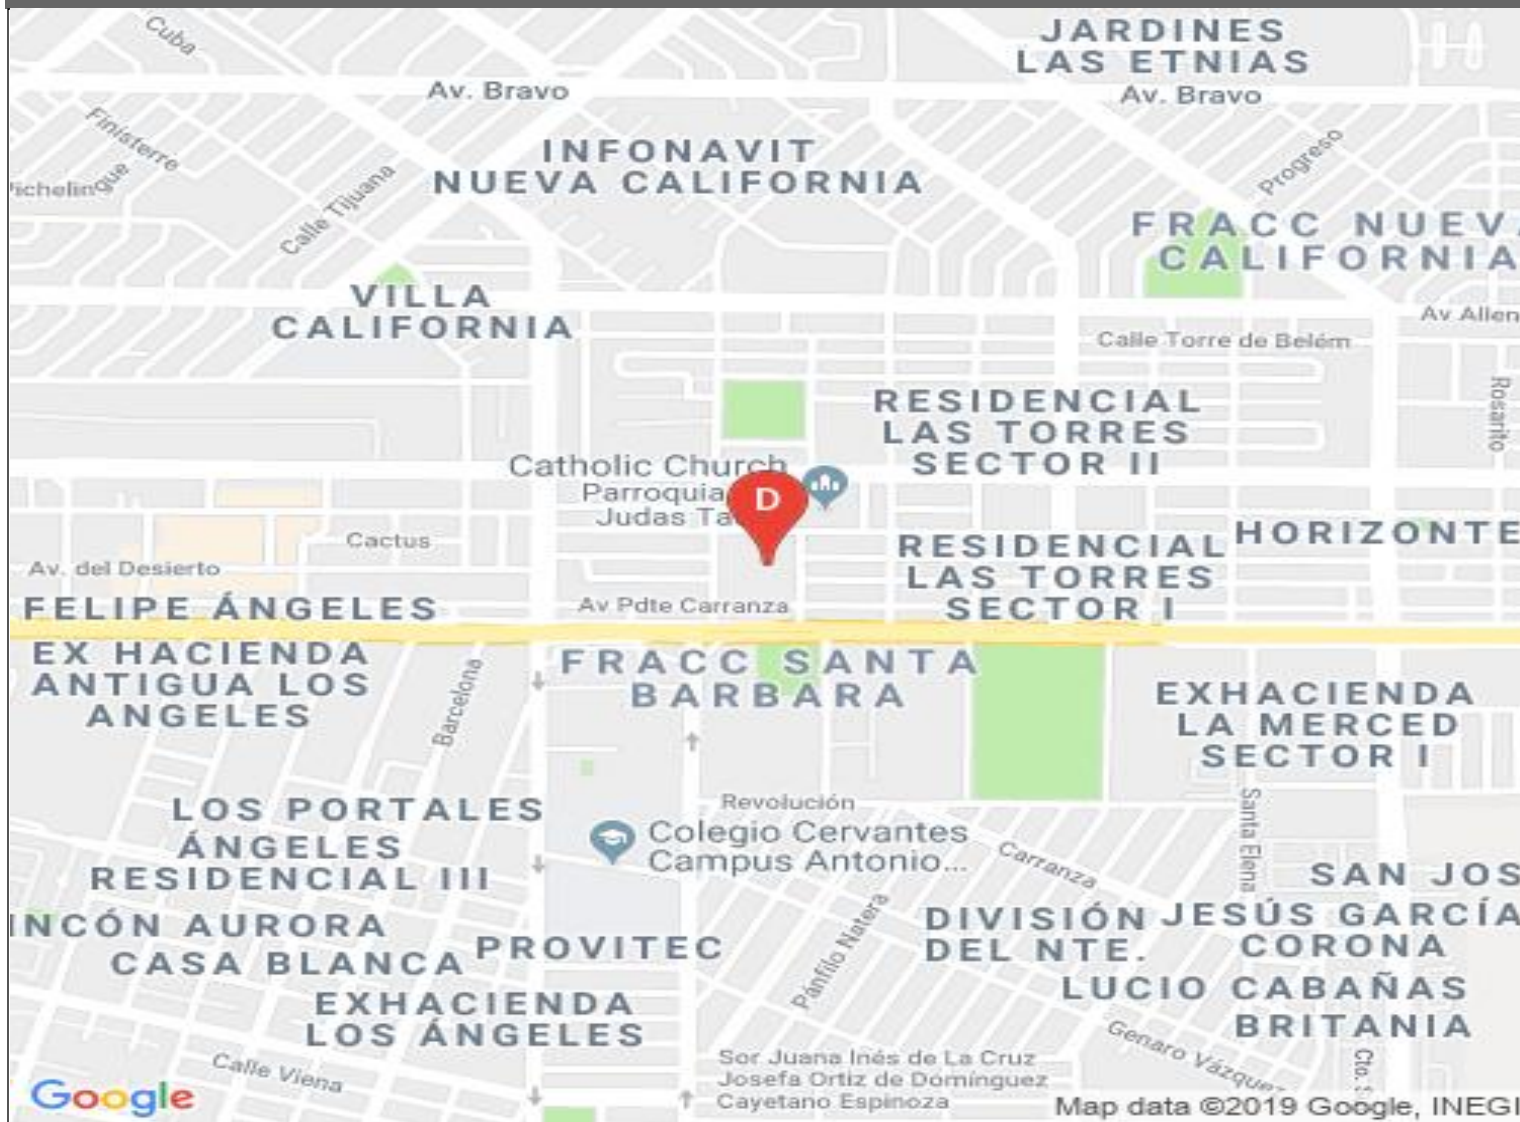 Cuba
JARDINES
LAS ETNIAS
Av. Bravo
Av. Bravo
Finisterre
INFONAVIT
NUEVA CALIFORNIA
Progreso
Calle Tijuana
FRACC NUEV
CALIFORNIA
VILLA
CALIFORNIA
Av Allen
Calle Torre de Belém
Rosarito
RESIDENCIAL
LAS TORRES
SECTOR II
Catholic Church
Parroquia
Judas Ta
D
Cactus
HORIZONTE
RESIDENCIAL
LAS TORRES
SECTOR I
Av. del Desierto
FELIPE ÁNGELES
Av Pdte Carranza
EX HACIENDA
ANTIGUA LOS
ANGELES
Barcelona
FRACC SANTA
BARBARA
EXHACIENDA
LA MERCED
SECTOR I
LOS PORTALES
ÁNGELES
RESIDENCIAL III
Revolución
Colegio Cervantes
Campus Antonio...
Carranza
Santa Elena
SAN JOS
INCÓN AURORA
CASA BLANCA
PROVITEC
Pánfilo Natera
DIVISIÓN
DEL NTE.
JESÚS GARCÍA
CORONA
LUCIO CABAÑAS
BRITANIA
EXHACIENDA
LOS ÁNGELES
Genaro Vázquez
Calle Viena
Sor Juana Inés de La Cruz
Josefa Ortiz de Domínguez
Cayetano Espinoza
Cto. S
Google
Map data ©2019 Google, INEGI